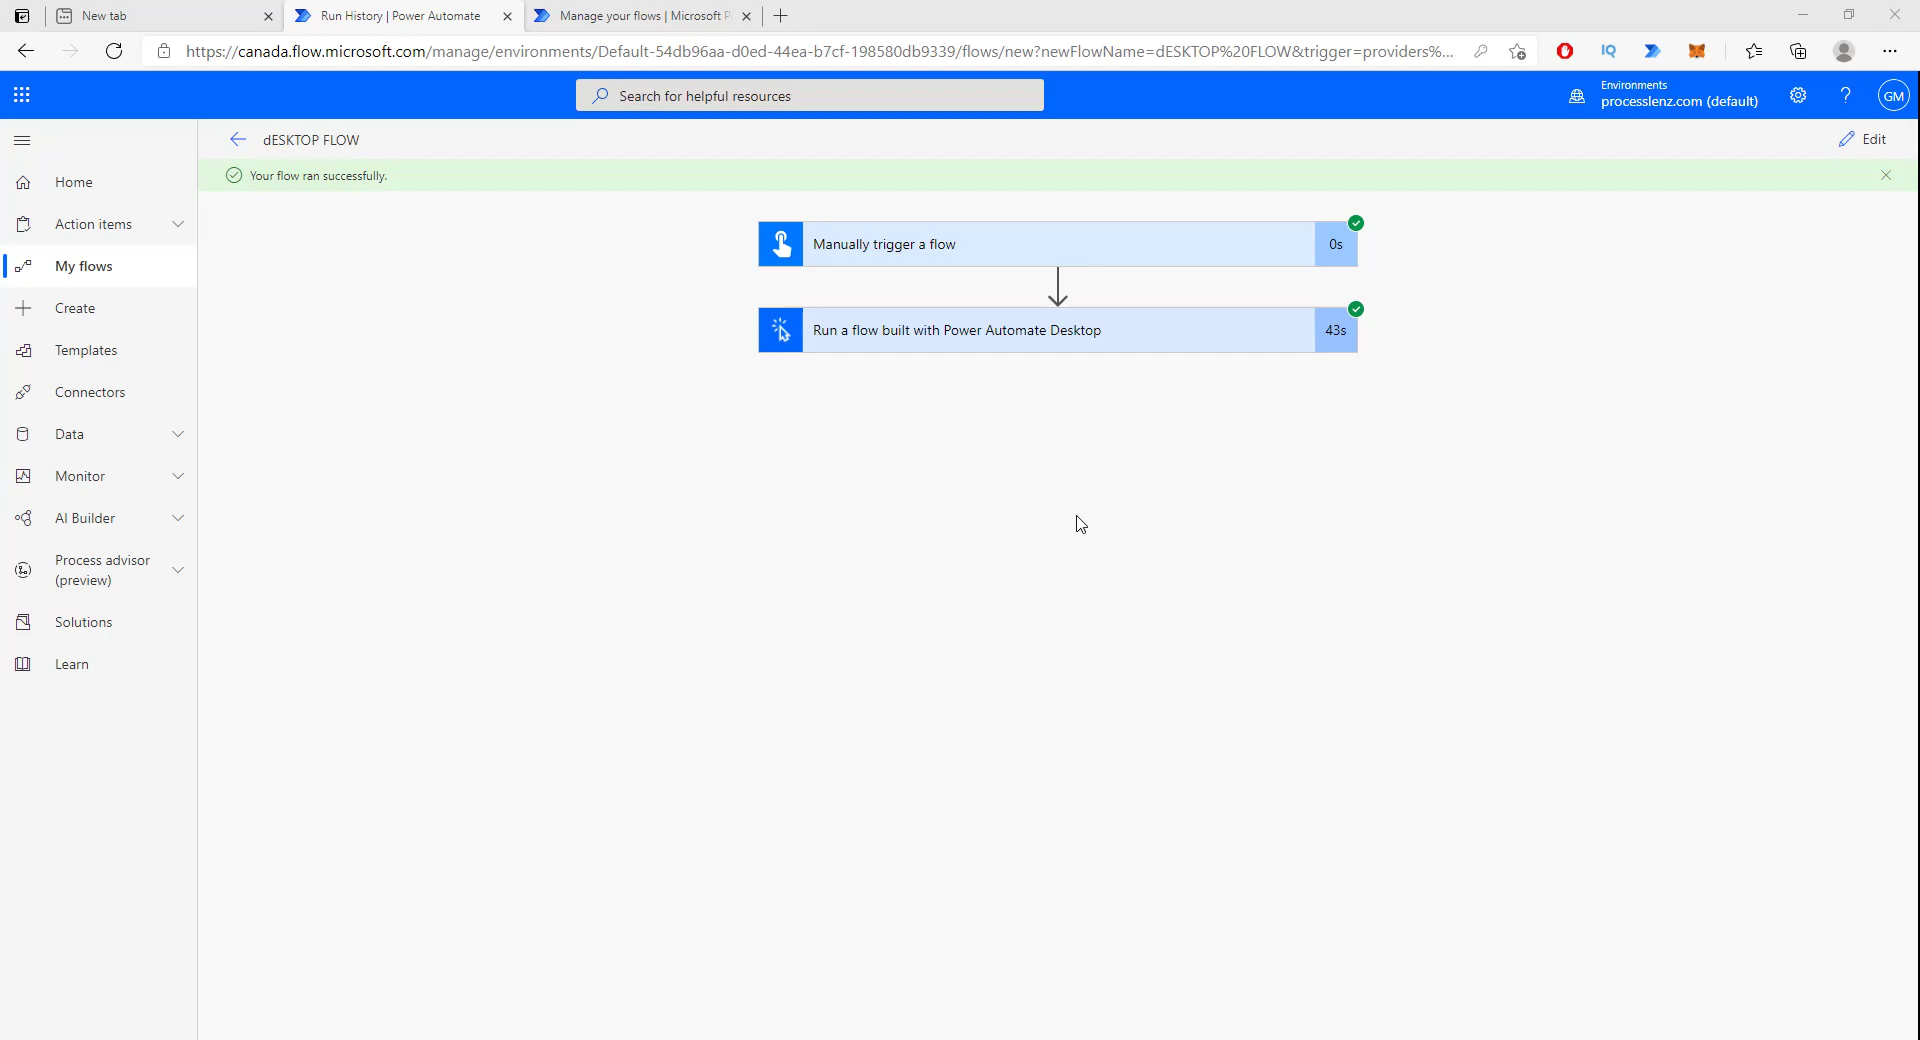 New tab
Run History | Power Automate
Manage your flows | Microsoft P
https://canada.flow.microsoft.com/manage/environments/Default-54db96aa-d0ed-44ea-b7cf-198580db9339/flows/new?newFlowName=dESKTOP%20FLOW&trigger=providers%...
IQ
Search for helpful resources
Environments
processlenz.com (default)
?
GM
dESKTOP FLOW
Edit
Your flow ran successfully.
Home
Action items
My flows
Create
Templates
Connectors
Data
Monitor
AI Builder
Process advisor
(preview)
Solutions
Learn
Manually trigger a flow
0s
Run a flow built with Power Automate Desktop
43s